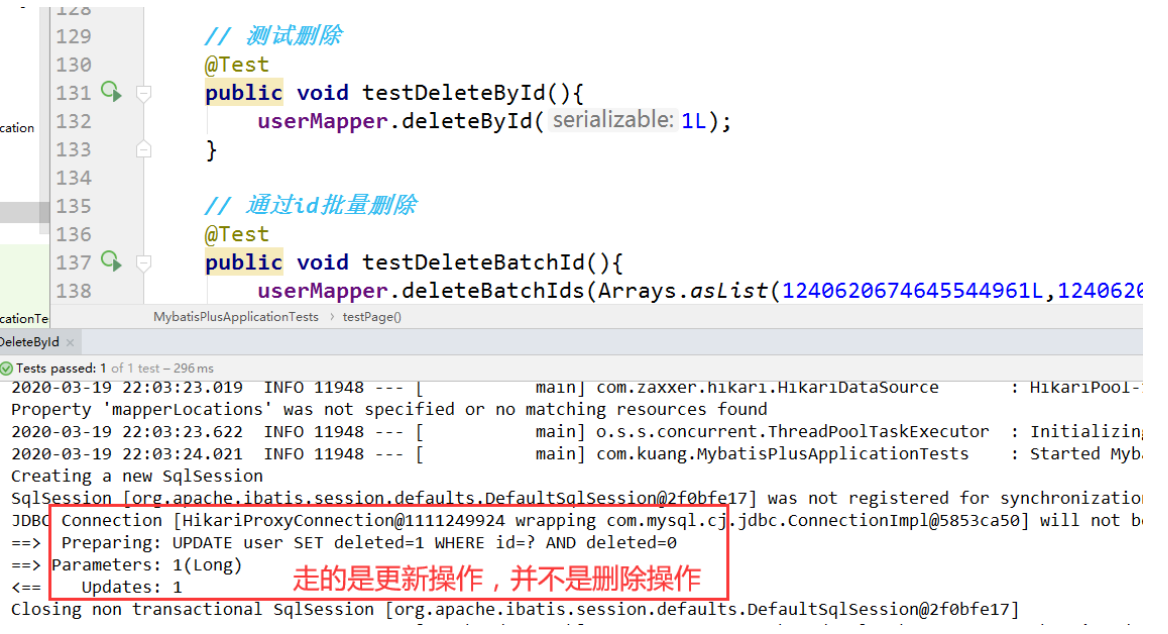 128
129 // 测试删除
130 @Test
131 public void testDeleteById(){
cation
132 userMapper.deleteById( serializable: 1L);
133 }
134
135 // 通过id批量删除
136 @Test
137 public void testDeleteBatchId(){
138 userMapper.deleteBatchIds(Arrays.asList(1240620674645544961L,124062
cationTe
MybatisPlusApplicationTests › testPage()
DeleteById ×
Tests passed: 1 of 1 test – 296 ms
2020-03-19 22:03:23.019 INFO 11948 --- [ main] com.zaxxer.hikari.HikariDataSource : HikariPool-
Property 'mapperLocations' was not specified or no matching resources found
2020-03-19 22:03:23.622 INFO 11948 --- [ main] o.s.s.concurrent.ThreadPoolTaskExecutor : Initializing
2020-03-19 22:03:24.021 INFO 11948 --- [ main] com.kuang.MybatisPlusApplicationTests : Started Myb
Creating a new SqlSession
SqlSession [org.apache.ibatis.session.defaults.DefaultSqlSession@2f0bfe17] was not registered for synchronization
JDBC Connection [HikariProxyConnection@1111249924 wrapping com.mysql.cj.jdbc.ConnectionImpl@5853ca50] will not b
==> Preparing: UPDATE user SET deleted=1 WHERE id=? AND deleted=0
==> Parameters: 1(Long)
<== Updates: 1
走的是更新操作，并不是删除操作
Closing non transactional SqlSession [org.apache.ibatis.session.defaults.DefaultSqlSession@2f0bfe17]